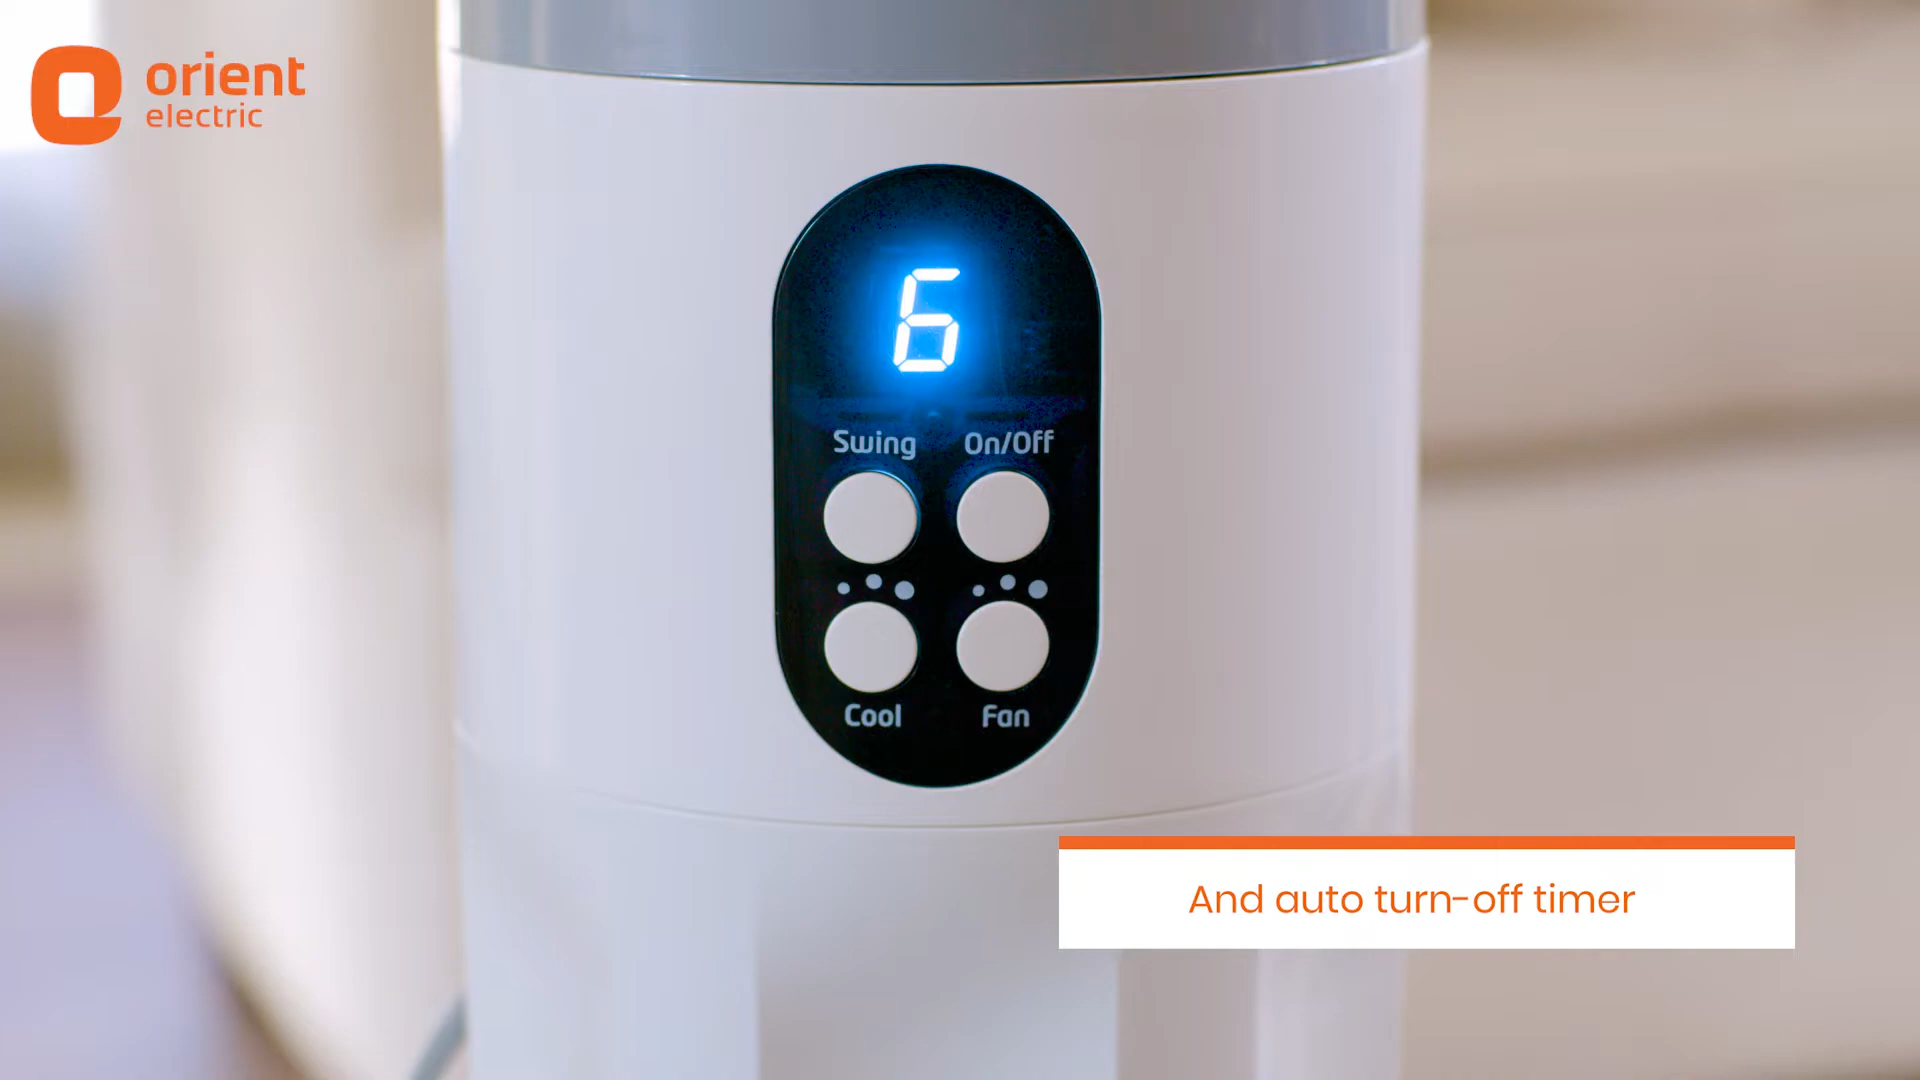 orient
electric
6
Swing On/Off
Cool Fan
And auto turn-off timer